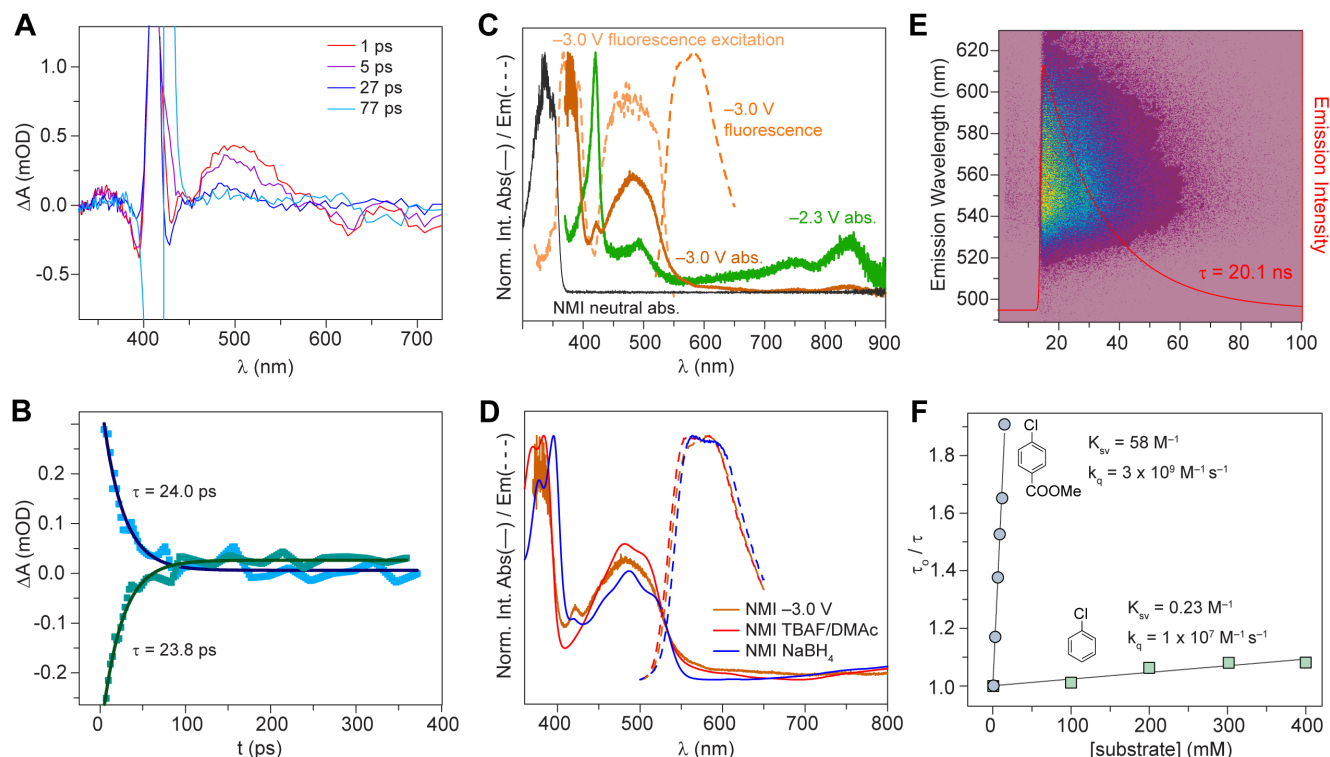 A
ΔA (mOD)
1.0
0.5
0.0
-0.5
1 ps
5 ps
27 ps
77 ps
400
500
600
700
λ (nm)
B
ΔA (mOD)
0.3
0.2
0.1
0.0
-0.1
-0.2
τ = 24.0 ps
τ = 23.8 ps
0
100
200
300
400
t (ps)
C
Norm. Int. Abs(—) / Em(- - -)
–3.0 V fluorescence excitation
–3.0 V
fluorescence
–2.3 V abs.
–3.0 V abs.
NMI neutral abs.
400
500
600
700
800
900
λ (nm)
D
Norm. Int. Abs(—) / Em(- - -)
NMI –3.0 V
NMI TBAF/DMAc
NMI NaBH₄
400
500
600
700
800
λ (nm)
E
Emission Wavelength (nm)
620
600
580
560
540
520
500
τ = 20.1 ns
20
40
60
80
100
Emission Intensity
F
τₒ / τ
1.8
1.6
1.4
1.2
1.0
Cl
COOMe
Kₛᵥ = 58 M⁻¹
k_q = 3 x 10⁹ M⁻¹ s⁻¹
Cl
Kₛᵥ = 0.23 M⁻¹
k_q = 1 x 10⁷ M⁻¹ s⁻¹
0
100
200
300
400
[substrate] (mM)